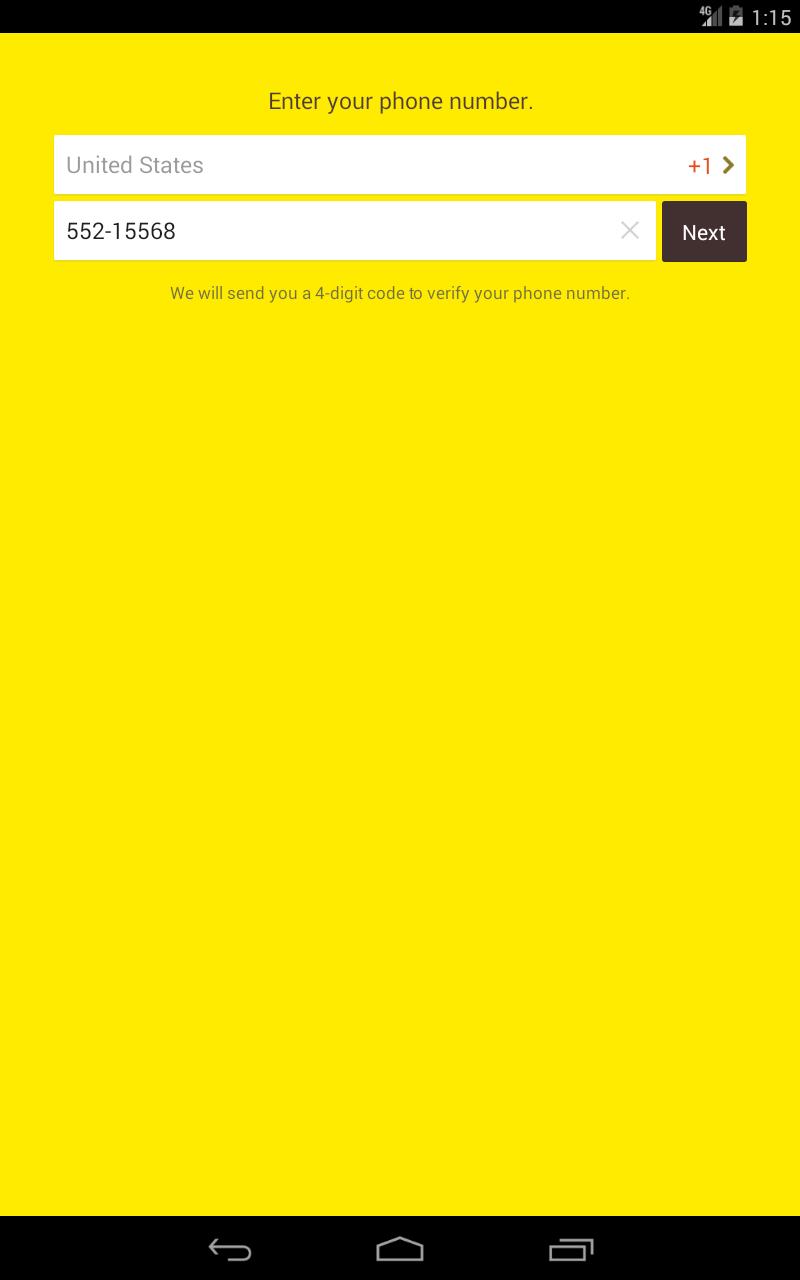 4G 1:15
Enter your phone number.
United States +1
552-15568 Next
We will send you a 4-digit code to verify your phone number.